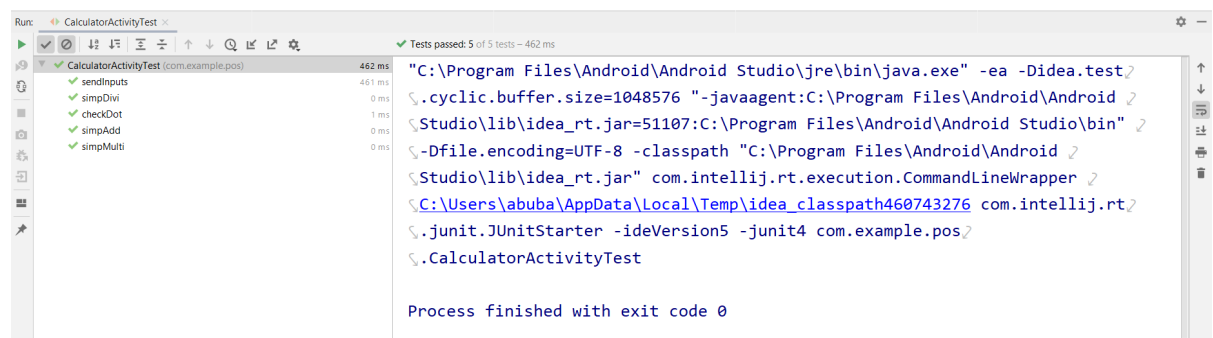 Run: CalculatorActivityTest ×
Tests passed: 5 of 5 tests – 462 ms
CalculatorActivityTest (com.example.pos) 462 ms
sendInputs 461 ms
simpDivi 0 ms
checkDot 1 ms
simpAdd 0 ms
simpMulti 0 ms
"C:\Program Files\Android\Android Studio\jre\bin\java.exe" -ea -Didea.test
.cyclic.buffer.size=1048576 "-javaagent:C:\Program Files\Android\Android
Studio\lib\idea_rt.jar=51107:C:\Program Files\Android\Android Studio\bin"
-Dfile.encoding=UTF-8 -classpath "C:\Program Files\Android\Android
Studio\lib\idea_rt.jar" com.intellij.rt.execution.CommandLineWrapper
C:\Users\abuba\AppData\Local\Temp\idea_classpath460743276 com.intellij.rt
.junit.JUnitStarter -ideVersion5 -junit4 com.example.pos
.CalculatorActivityTest
Process finished with exit code 0